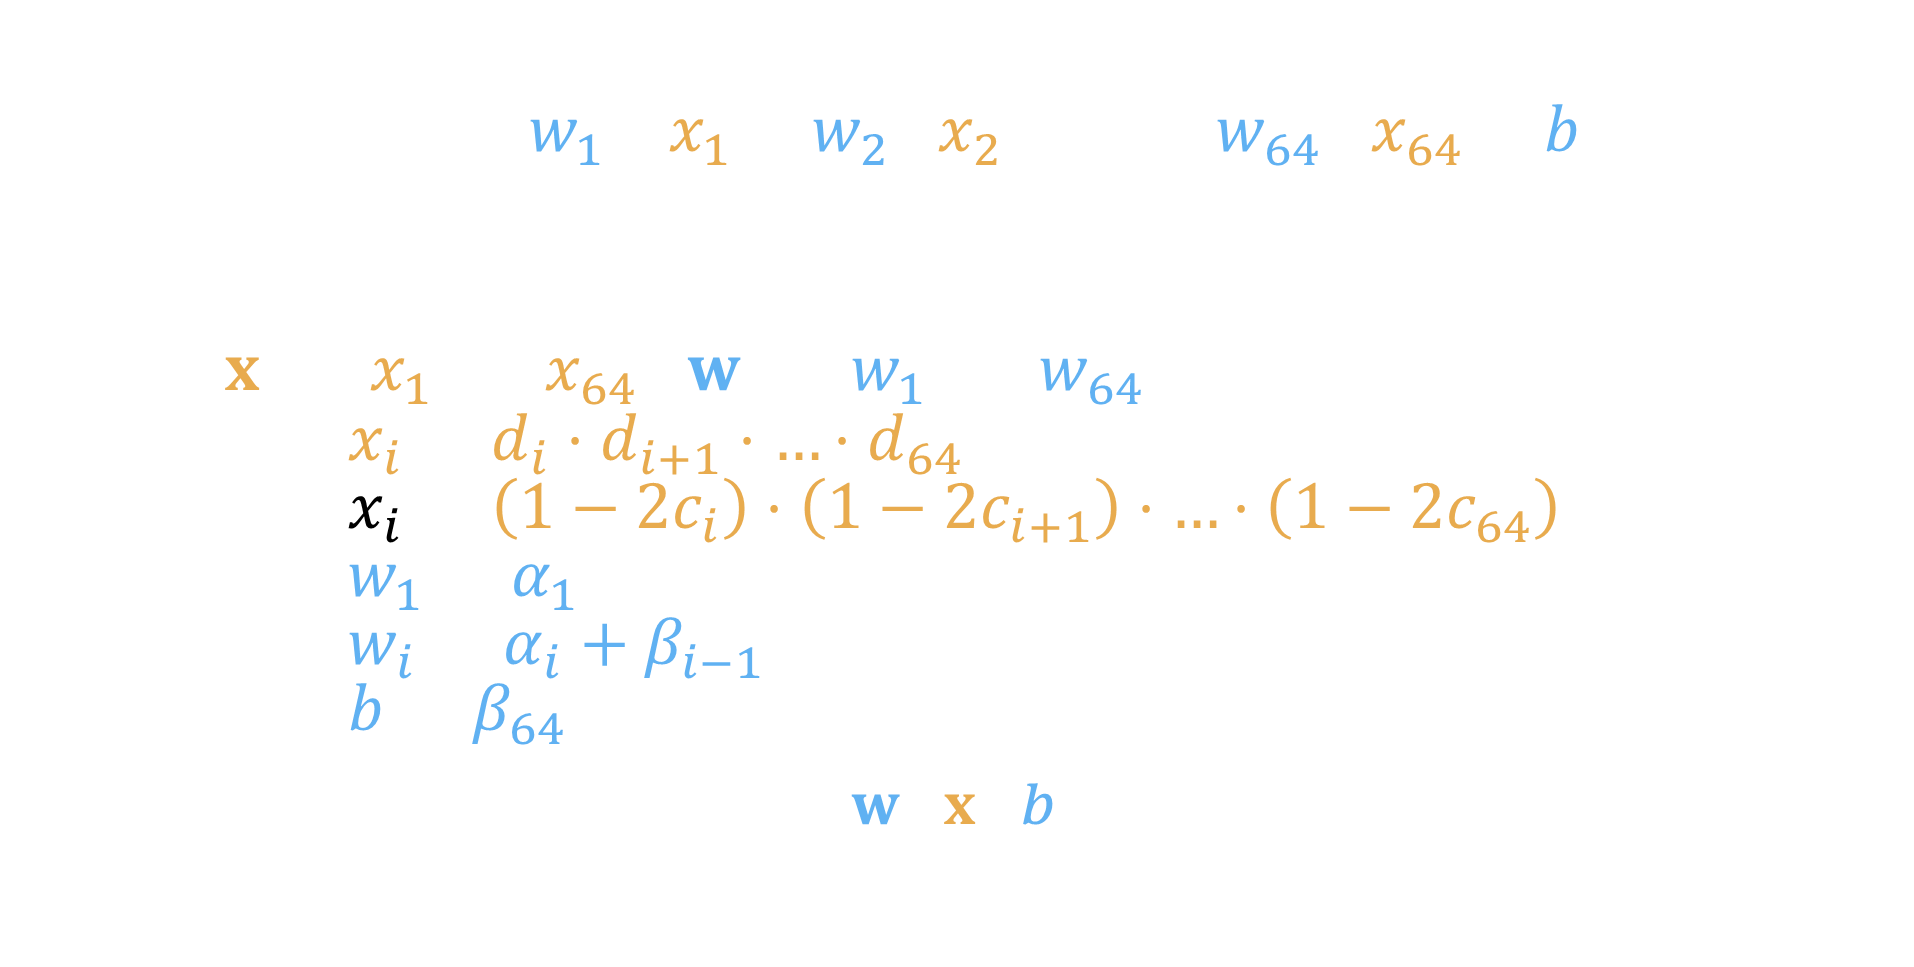 w₁ x₁ w₂ x₂ w₆₄ x₆₄ b
x x₁ x₆₄ w w₁ w₆₄
xᵢ dᵢ · dᵢ₊₁ · … · d₆₄
xᵢ (1 − 2cᵢ) · (1 − 2cᵢ₊₁) · … · (1 − 2c₆₄)
w₁ α₁
wᵢ αᵢ + βᵢ₋₁
b β₆₄
w x b